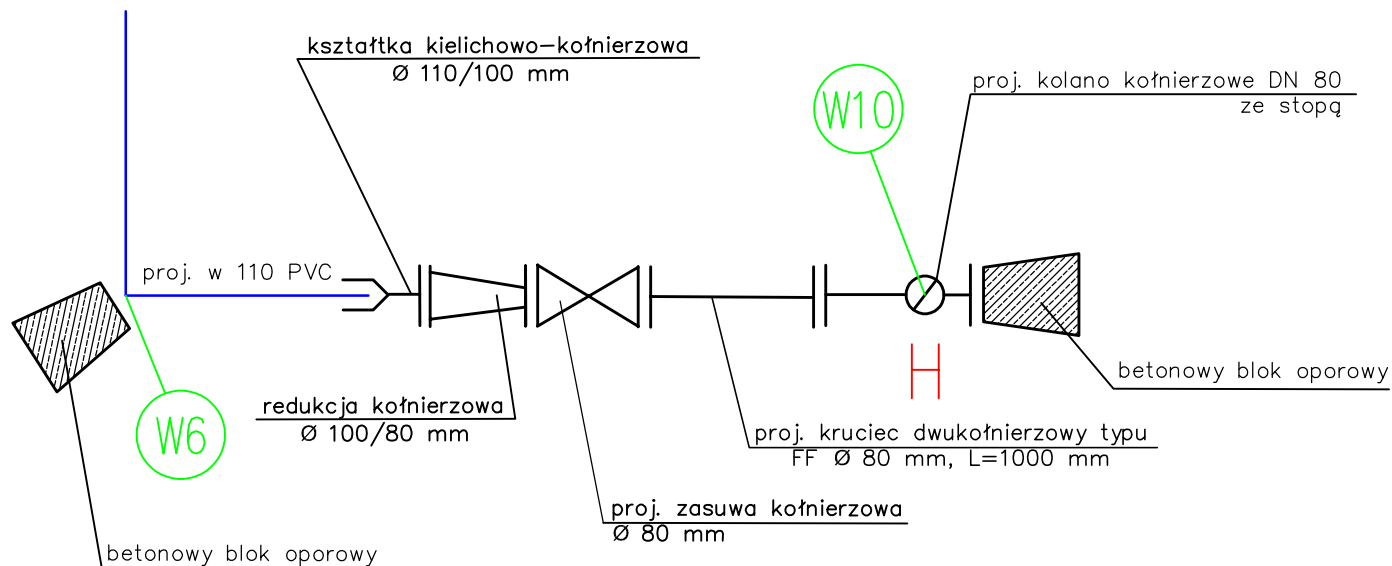 kształtka kielichowo-kołnierzowa
Ø 110/100 mm
proj. kolano kołnierzowe DN 80
ze stopą
W10
proj. w 110 PVC
H
betonowy blok oporowy
redukcja kołnierzowa
Ø 100/80 mm
W6
proj. kruciec dwukołnierzowy typu
FF Ø 80 mm, L=1000 mm
proj. zasuwa kołnierzowa
Ø 80 mm
betonowy blok oporowy